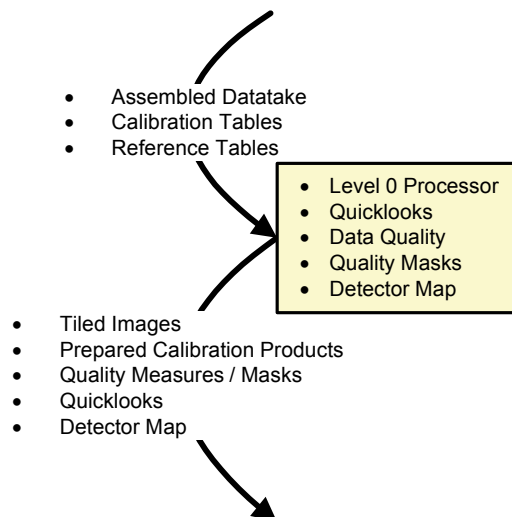 • Assembled Datatake
• Calibration Tables
• Reference Tables
• Level 0 Processor
• Quicklooks
• Data Quality
• Quality Masks
• Detector Map
• Tiled Images
• Prepared Calibration Products
• Quality Measures / Masks
• Quicklooks
• Detector Map